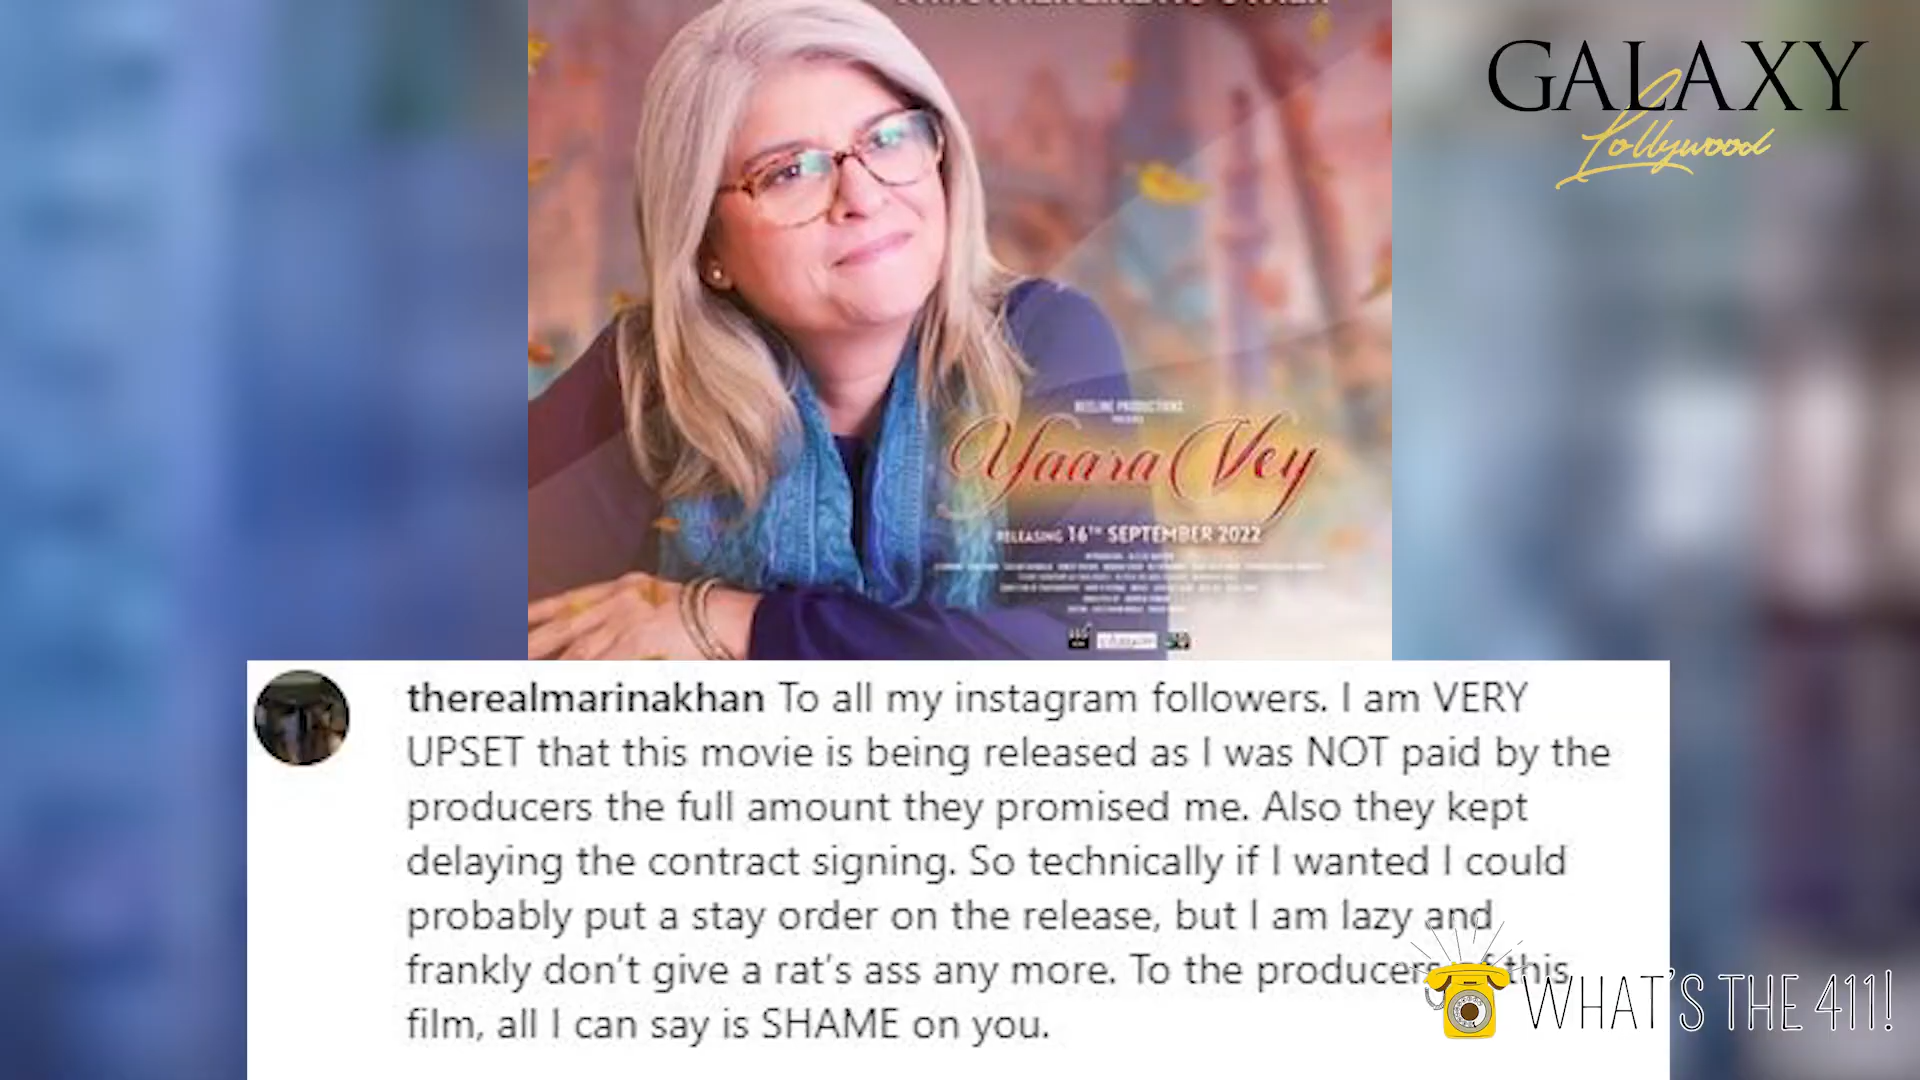 GALAXY
Lollywood
BEELINE PRODUCTIONS
PRESENTS
Yaara Vey
RELEASING 16TH SEPTEMBER 2022
therealmarinakhan To all my instagram followers. I am VERY
UPSET that this movie is being released as I was NOT paid by the
producers the full amount they promised me. Also they kept
delaying the contract signing. So technically if I wanted I could
probably put a stay order on the release, but I am lazy and
frankly don't give a rat's ass any more. To the producers of this
film, all I can say is SHAME on you.
WHAT'S THE 411!